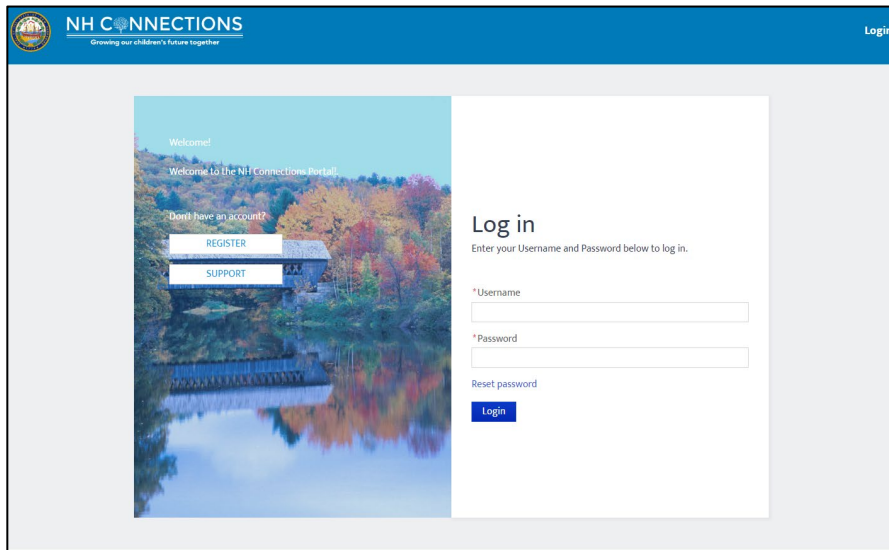 NH CONNECTIONS
Growing our children's future together
Login
Welcome!
Welcome to the NH Connections Portal!.
Don't have an account?
REGISTER
SUPPORT
Log in
Enter your Username and Password below to log in.
*Username
*Password
Reset password
Login